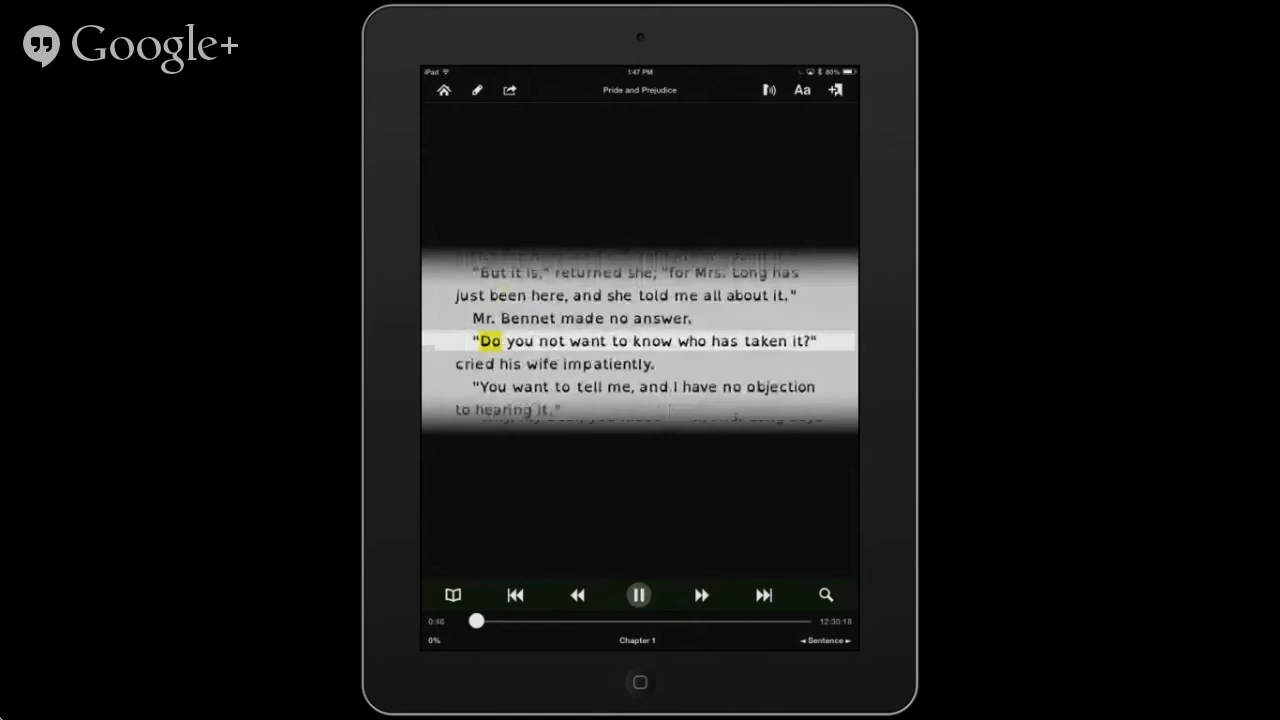 Google+
iPad
1:47 PM
80%
Pride and Prejudice
Aa
"But it is," returned she; "for Mrs. Long has
just been here, and she told me all about it."
Mr. Bennet made no answer.
"Do you not want to know who has taken it?"
cried his wife impatiently.
"You want to tell me, and I have no objection
to hearing it."
0:46
12:30:18
0%
Chapter 1
◄ Sentence ►